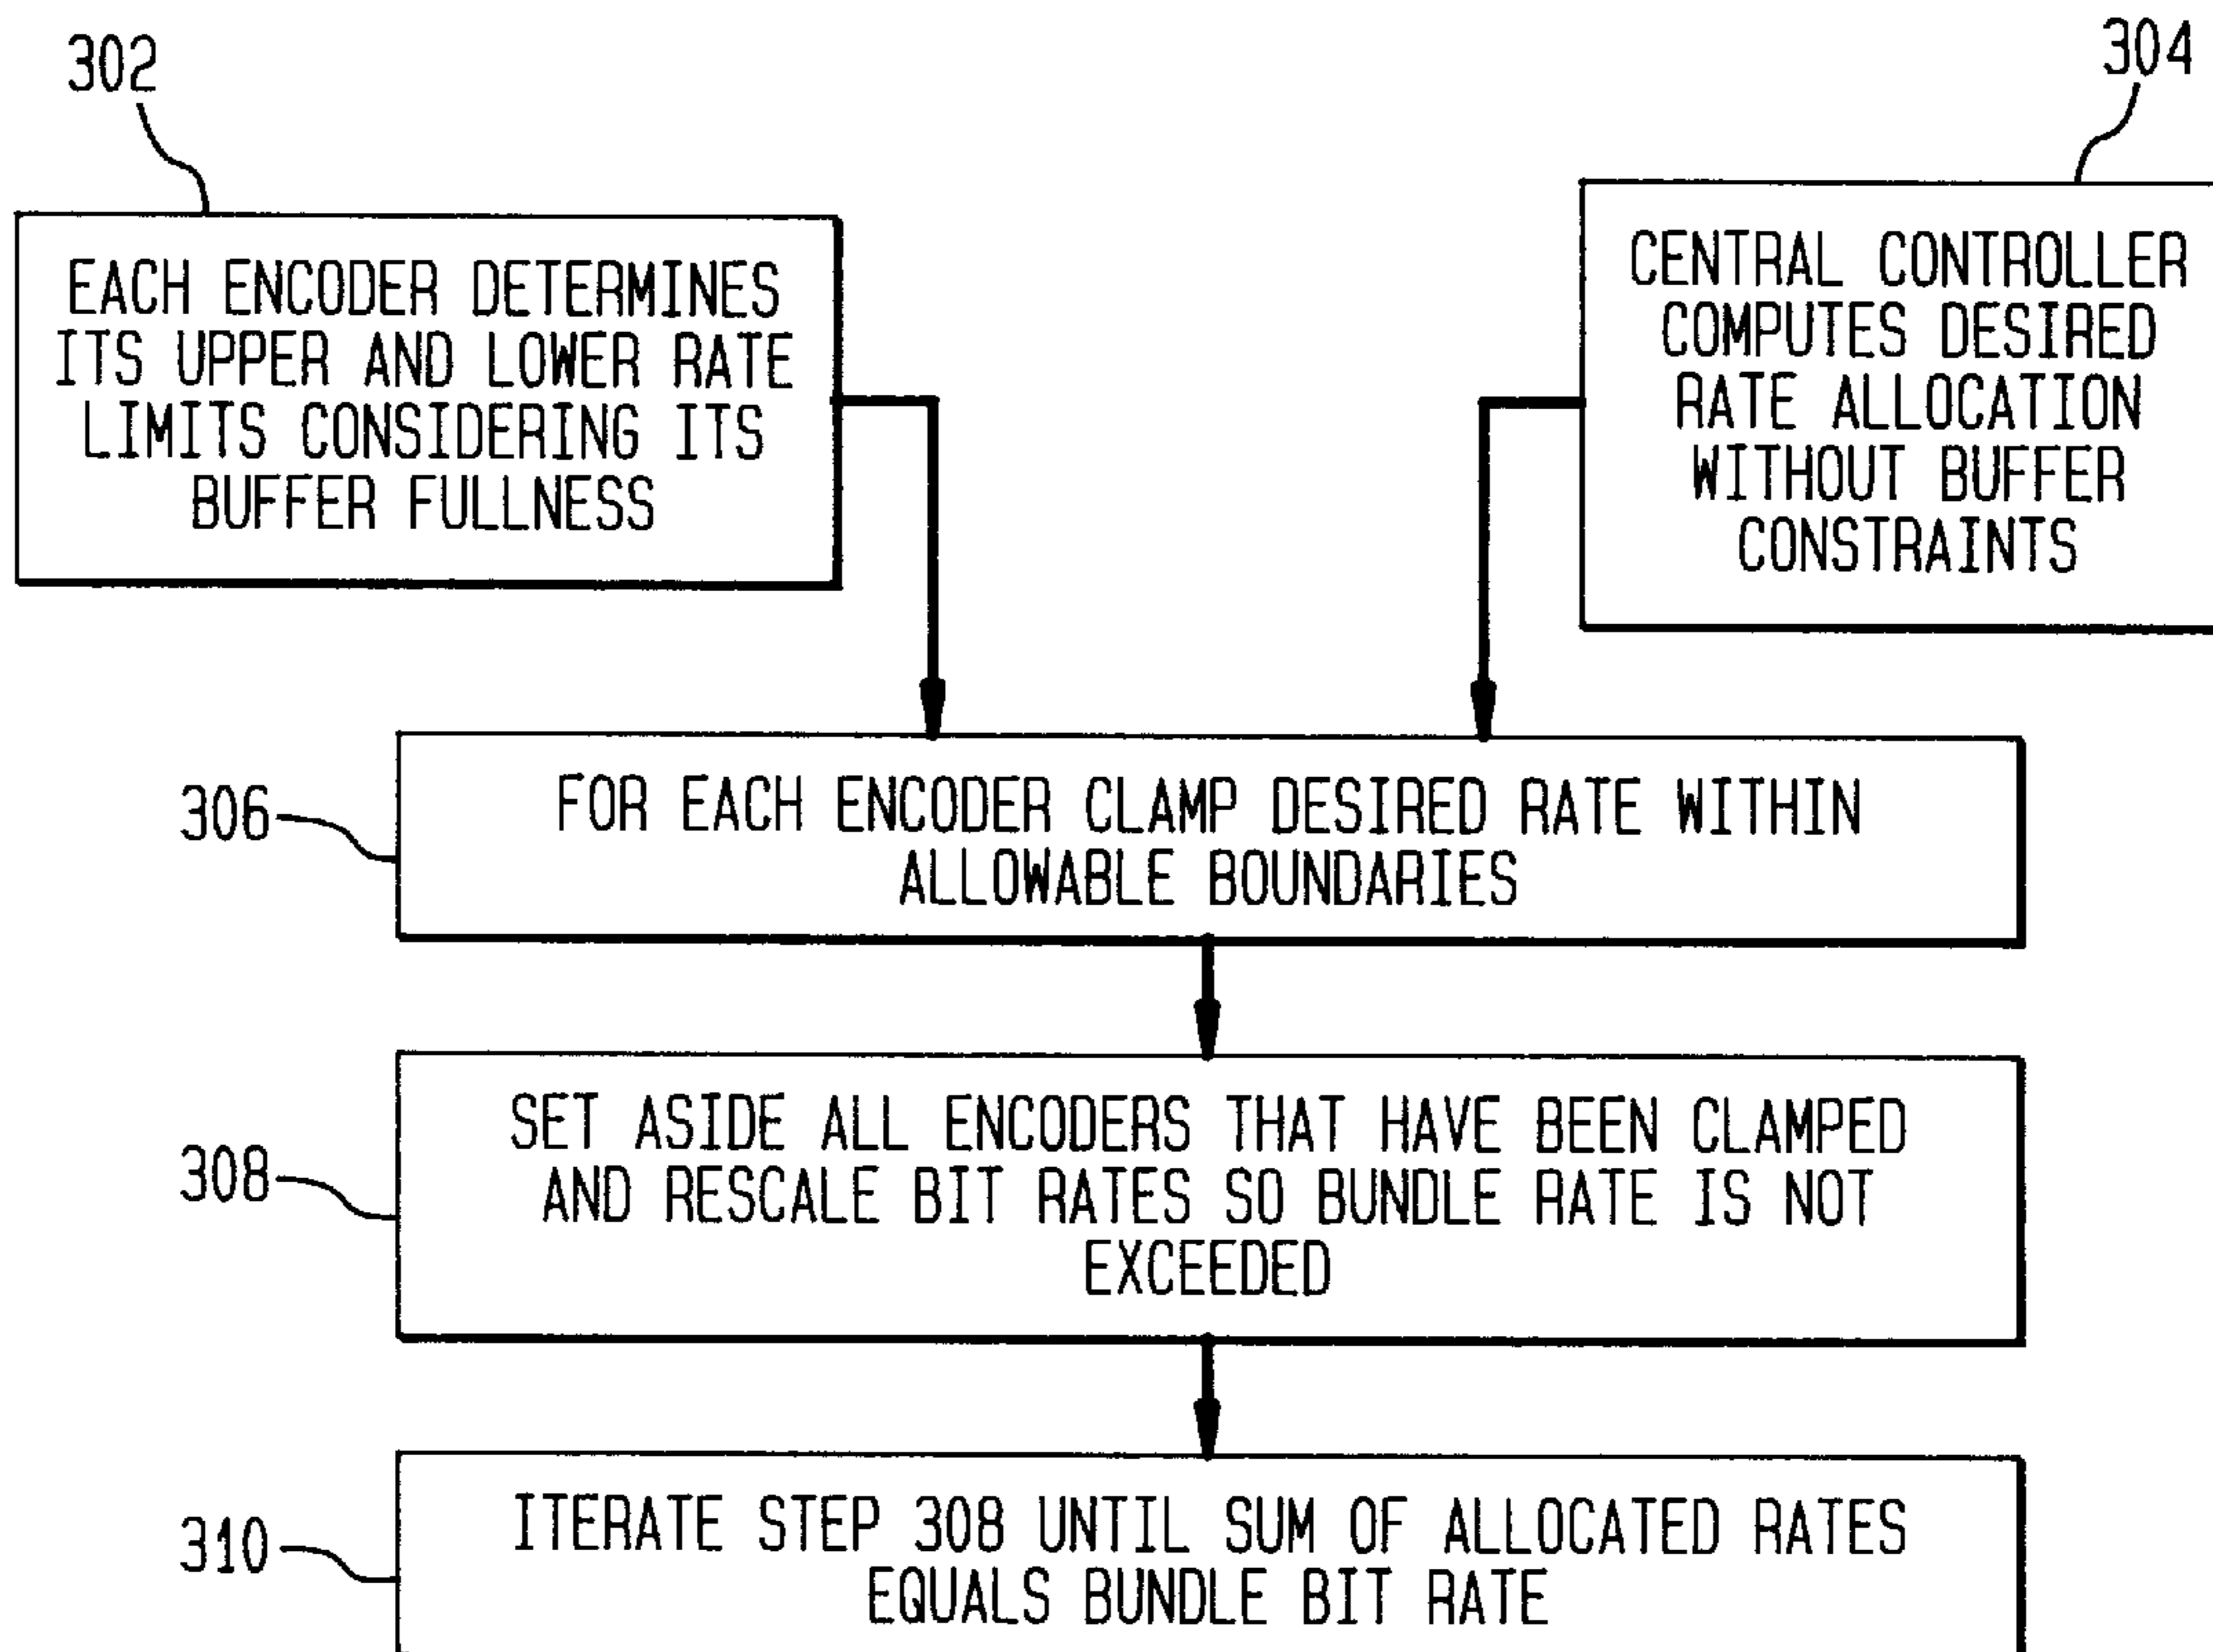 302
304
EACH ENCODER DETERMINES
ITS UPPER AND LOWER RATE
LIMITS CONSIDERING ITS
BUFFER FULLNESS
CENTRAL CONTROLLER
COMPUTES DESIRED
RATE ALLOCATION
WITHOUT BUFFER
CONSTRAINTS
306
FOR EACH ENCODER CLAMP DESIRED RATE WITHIN
ALLOWABLE BOUNDARIES
308
SET ASIDE ALL ENCODERS THAT HAVE BEEN CLAMPED
AND RESCALE BIT RATES SO BUNDLE RATE IS NOT
EXCEEDED
310
ITERATE STEP 308 UNTIL SUM OF ALLOCATED RATES
EQUALS BUNDLE BIT RATE